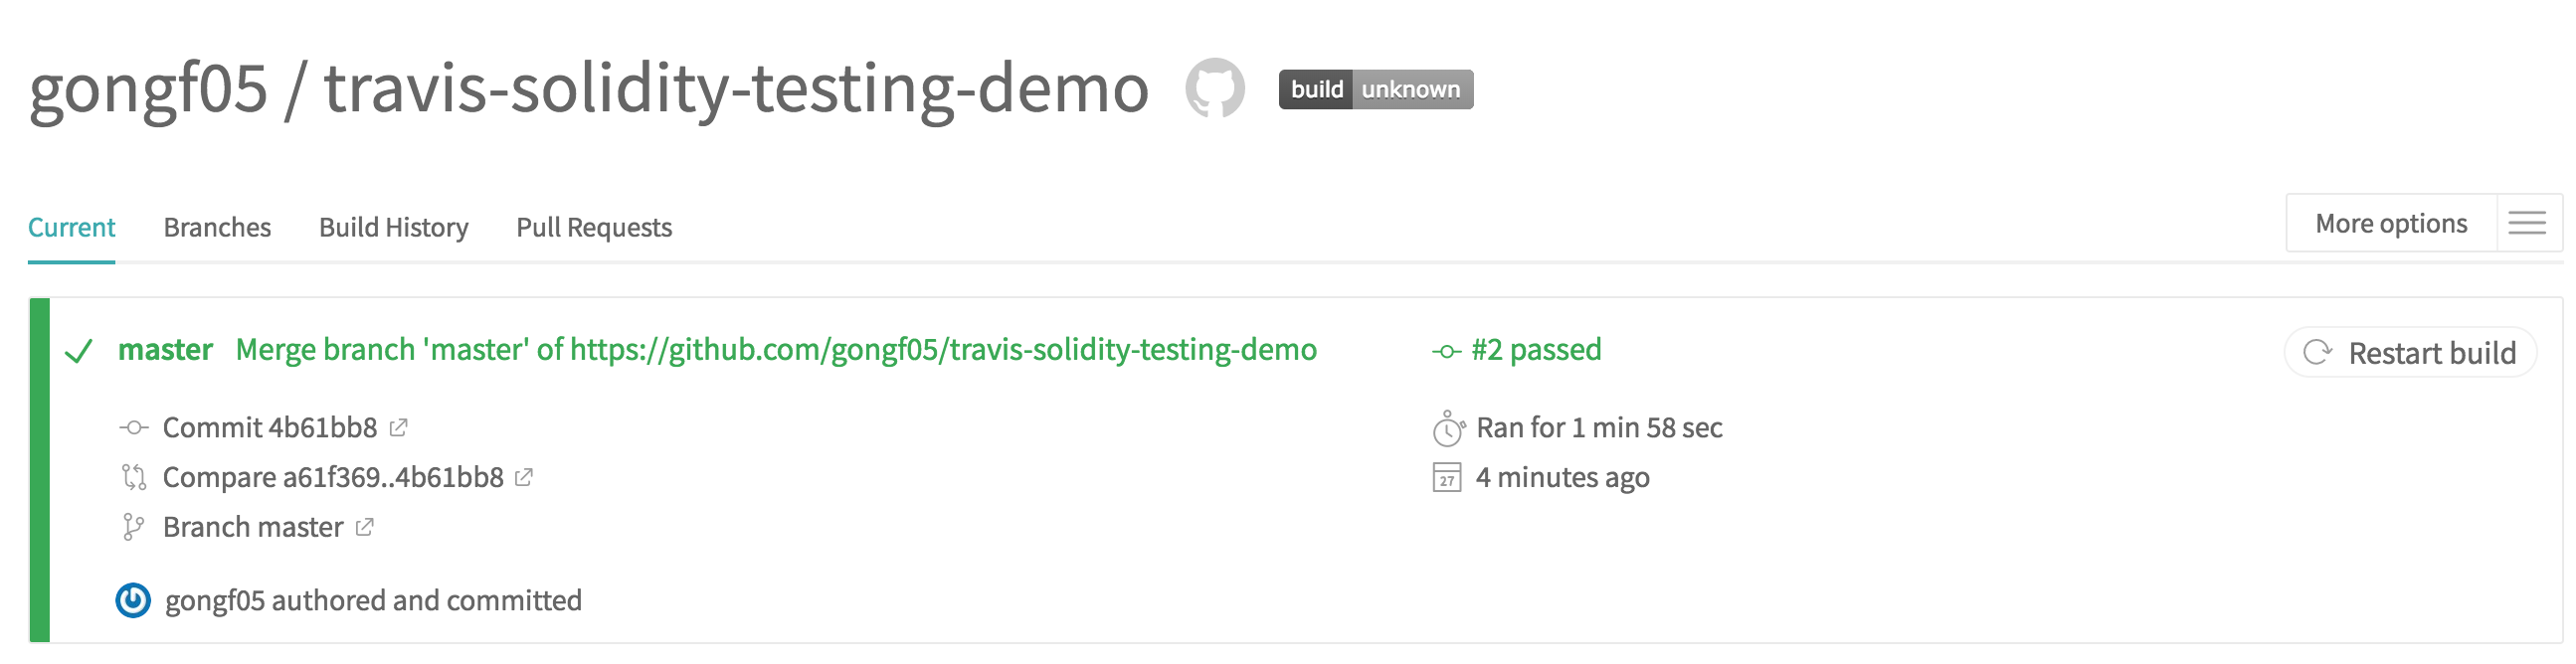 gongf05 / travis-solidity-testing-demo build unknown
Current Branches Build History Pull Requests More options
master Merge branch 'master' of https://github.com/gongf05/travis-solidity-testing-demo #2 passed Restart build
Commit 4b61bb8 Ran for 1 min 58 sec
Compare a61f369..4b61bb8 27 4 minutes ago
Branch master
gongf05 authored and committed